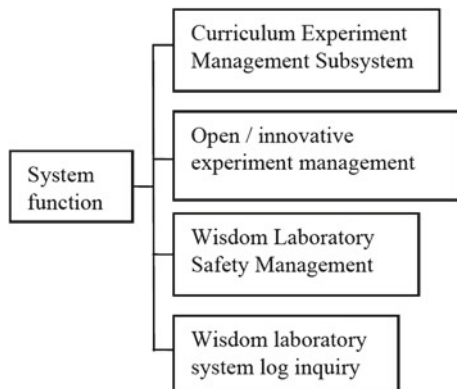 System
function
Curriculum Experiment
Management Subsystem
Open / innovative
experiment management
Wisdom Laboratory
Safety Management
Wisdom laboratory
system log inquiry